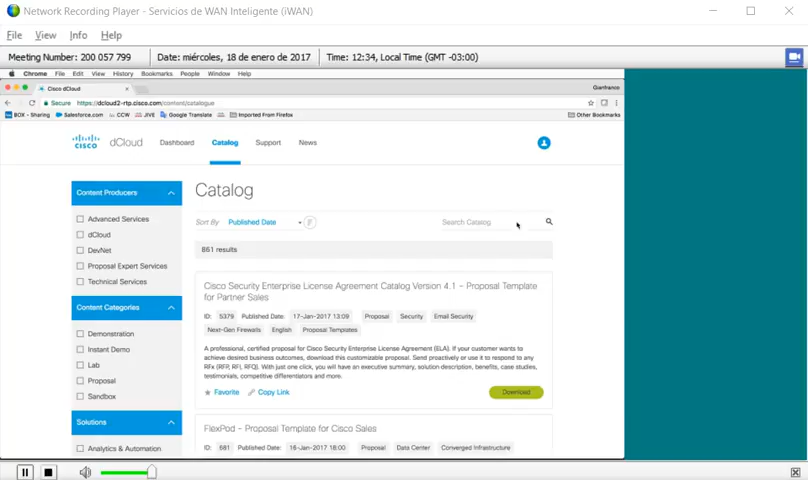 Network Recording Player - Servicios de WAN Inteligente (iWAN)
File View Info Help
Meeting Number: 200 057 799 Date: miércoles, 18 de enero de 2017 Time: 12:34, Local Time (GMT -03:00)
Chrome File Edit View History Bookmarks People Window Help
Cisco dCloud Gianfranco
Secure https://dcloud2-rtp.cisco.com/content/catalogue
BOX - Sharing Salesforce.com CCW JIVE Google Translate Imported From Firefox Other Bookmarks
CISCO dCloud Dashboard Catalog Support News
Content Producers
Advanced Services
dCloud
DevNet
Proposal Expert Services
Technical Services
Content Categories
Demonstration
Instant Demo
Lab
Proposal
Sandbox
Solutions
Analytics & Automation
Catalog
Sort By Published Date Search Catalog
861 results
Cisco Security Enterprise License Agreement Catalog Version 4.1 – Proposal Template
for Partner Sales
ID: 5379 Published Date: 17-Jan-2017 13:09 Proposal Security Email Security
Next-Gen Firewalls English Proposal Templates
A professional, certified proposal for Cisco Security Enterprise License Agreement (ELA). If your customer wants to
achieve desired business outcomes, download this customizable proposal. Send proactively or use it to respond to any
RFx (RFP, RFI, RFQ). With just one click, you will have an executive summary, solution description, benefits, case studies,
testimonials, competitive differentiators and more.
Favorite Copy Link Download
FlexPod – Proposal Template for Cisco Sales
ID: 681 Published Date: 16-Jan-2017 18:00 Proposal Data Center Converged Infrastructure